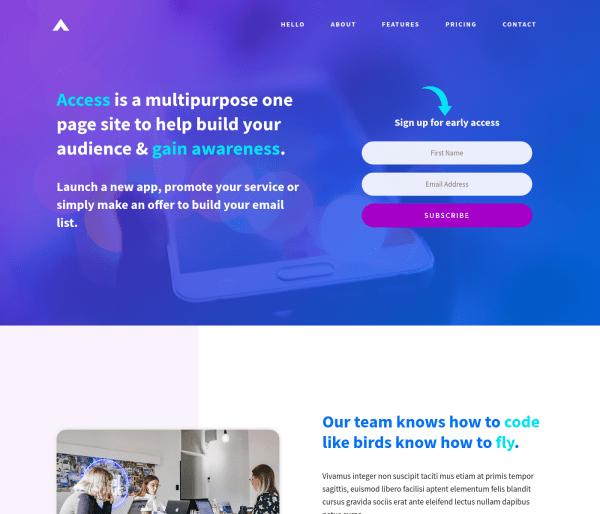 HELLO ABOUT FEATURES PRICING CONTACT
Access is a multipurpose one
page site to help build your
audience & gain awareness.
Launch a new app, promote your service or
simply make an offer to build your email
list.
Sign up for early access
First Name
Email Address
SUBSCRIBE
Our team knows how to code
like birds know how to fly.
Vivamus integer non suscipit taciti mus etiam at primis tempor
sagittis, euismod libero facilisi aptent elementum felis blandit
cursus gravida sociis erat ante eleifend lectus nullam dapibus